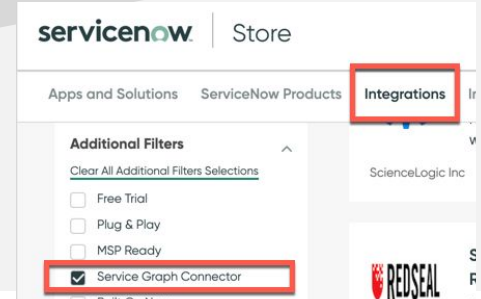 servicenow Store
Apps and Solutions ServiceNow Products Integrations
Additional Filters
Clear All Additional Filters Selections
ScienceLogic Inc
Free Trial
Plug & Play
MSP Ready
Service Graph Connector
REDSEAL